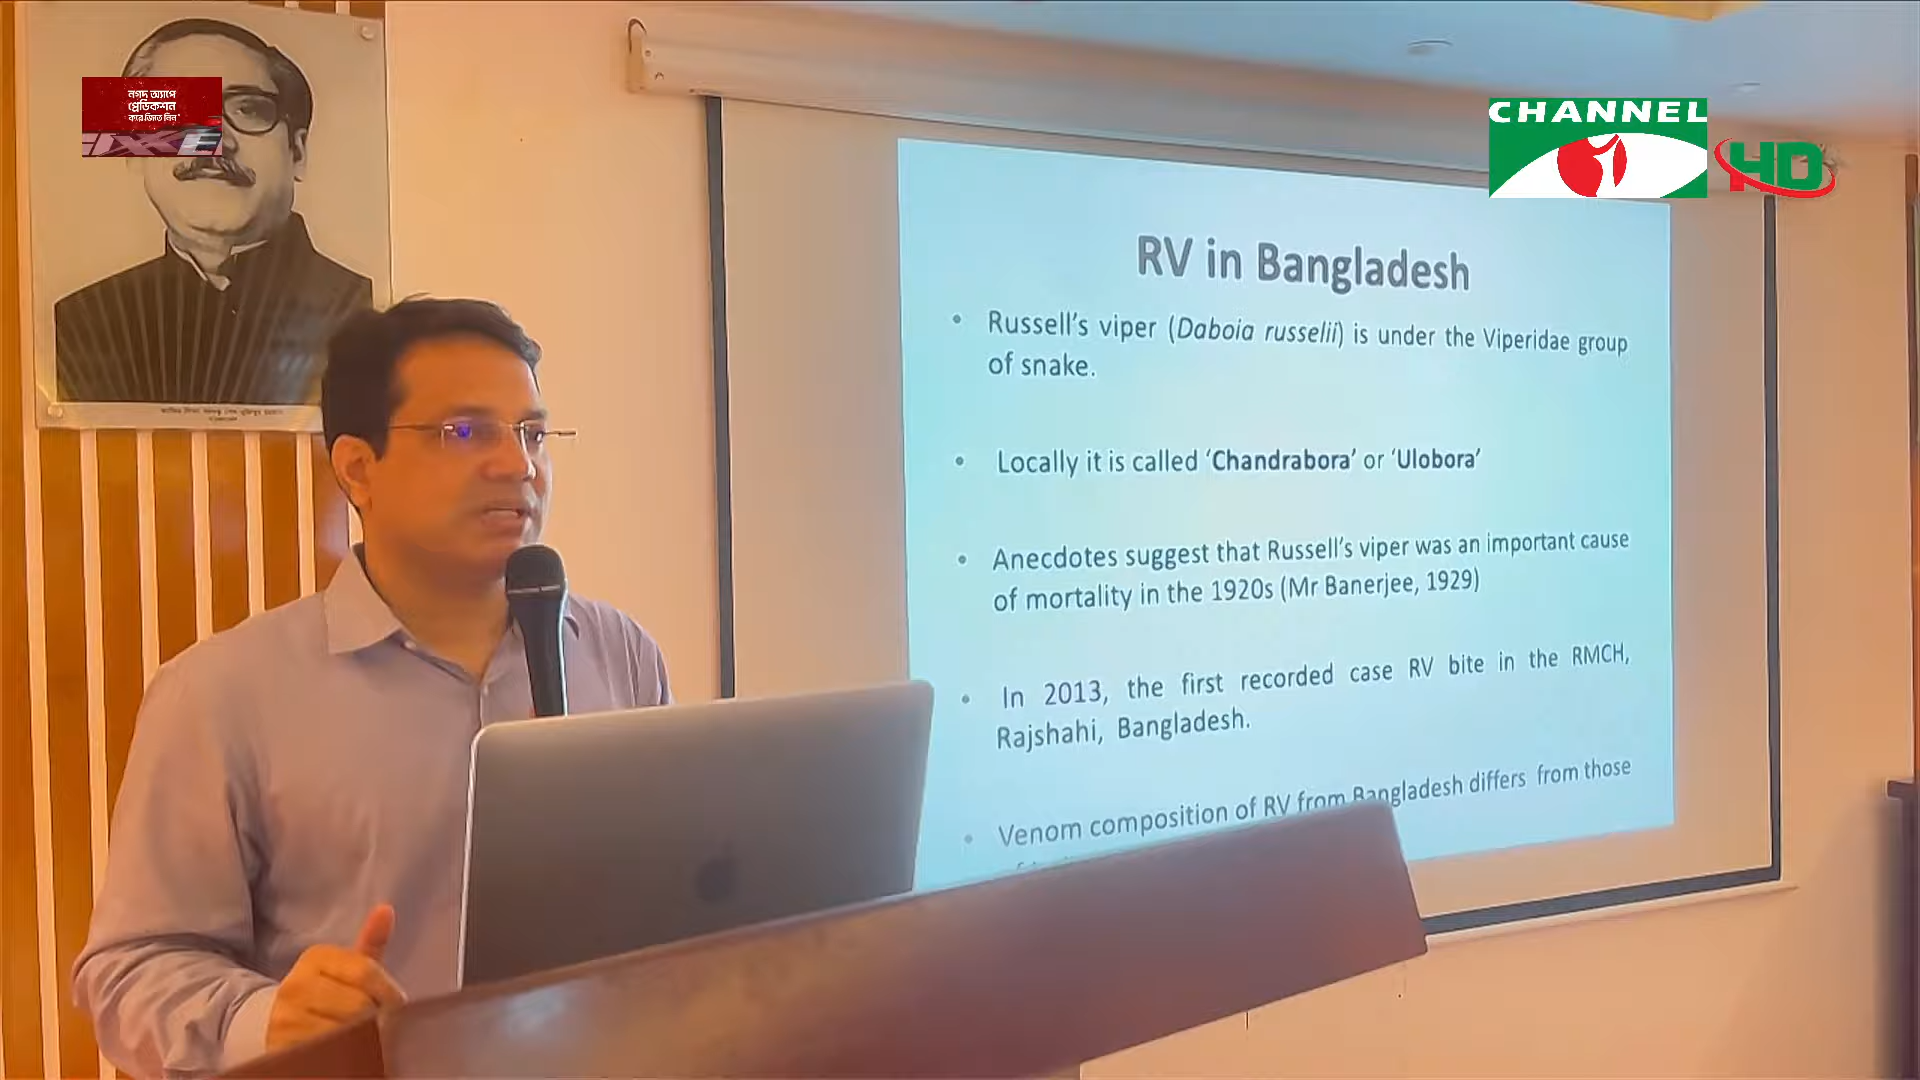 নগদ অ্যাপে
প্রেডিকশন
করে জিতে নিন
CHANNEL
HD
RV in Bangladesh
• Russell's viper (Daboia russelii) is under the Viperidae group
of snake.
• Locally it is called ‘Chandrabora’ or ‘Ulobora’
• Anecdotes suggest that Russell's viper was an important cause
of mortality in the 1920s (Mr Banerjee, 1929)
• In 2013, the first recorded case RV bite in the RMCH,
Rajshahi, Bangladesh.
• Venom composition of RV from Bangladesh differs from those